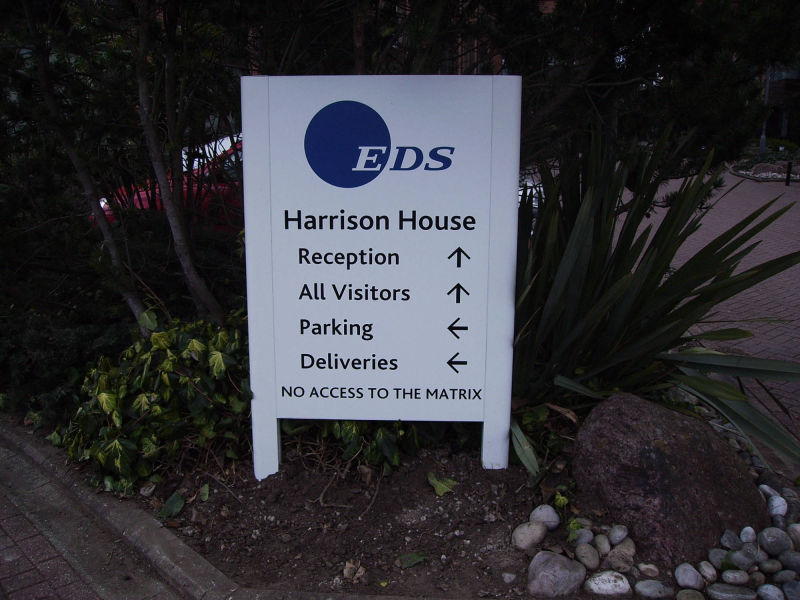 EDS
Harrison House
Reception ↑
All Visitors ↑
Parking ←
Deliveries ←
NO ACCESS TO THE MATRIX